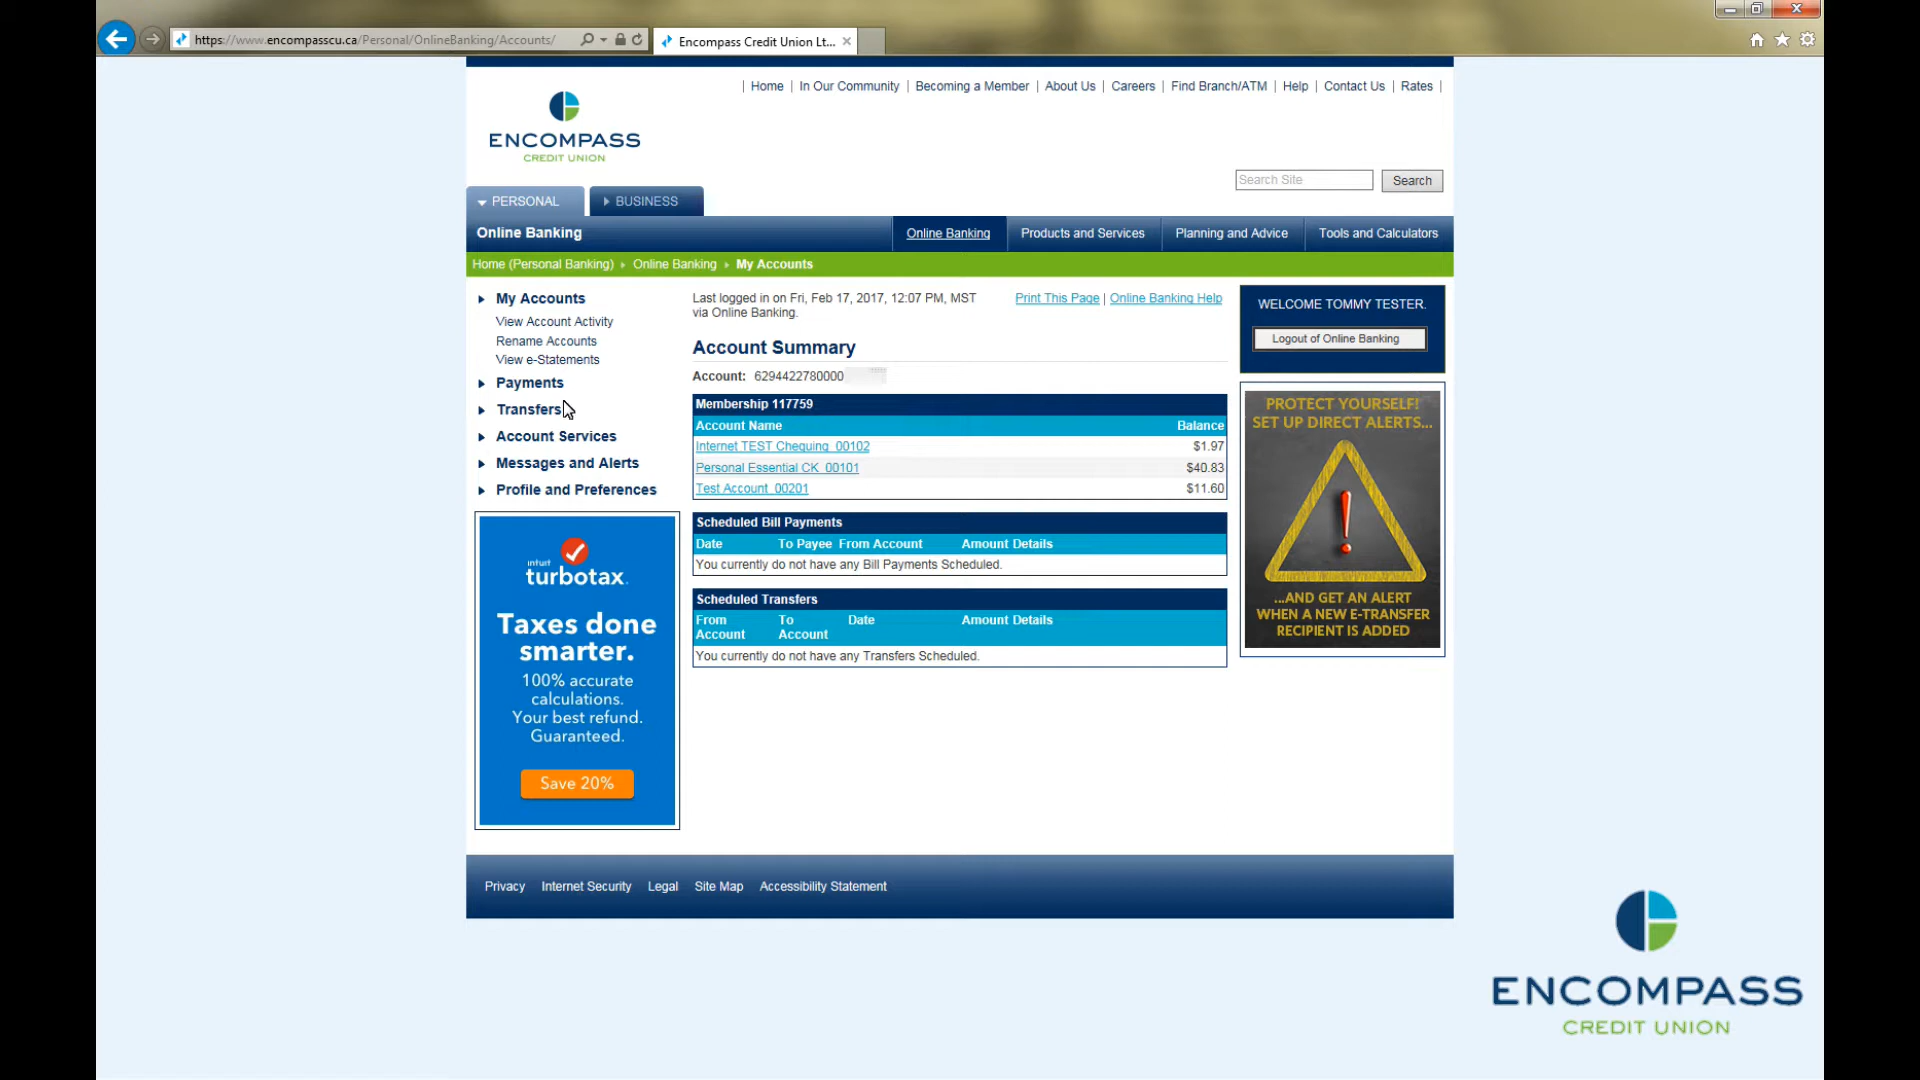 https://www.encompasscu.ca/Personal/OnlineBanking/Accounts/
Encompass Credit Union Lt...
Home | In Our Community | Becoming a Member | About Us | Careers | Find Branch/ATM | Help | Contact Us | Rates
ENCOMPASS
CREDIT UNION
Search Site
Search
PERSONAL
BUSINESS
Online Banking
Online Banking
Products and Services
Planning and Advice
Tools and Calculators
Home (Personal Banking) Online Banking My Accounts
My Accounts
View Account Activity
Rename Accounts
View e-Statements
Payments
Transfers
Account Services
Messages and Alerts
Profile and Preferences
intuit
turbotax.
Taxes done
smarter.
100% accurate
calculations.
Your best refund.
Guaranteed.
Save 20%
Last logged in on Fri, Feb 17, 2017, 12:07 PM, MST
via Online Banking.
Print This Page | Online Banking Help
Account Summary
Account: 6294422780000
Membership 117759
Account Name Balance
Internet TEST Chequing_00102 $1.97
Personal Essential CK_00101 $40.83
Test Account_00201 $11.60
Scheduled Bill Payments
Date To Payee From Account Amount Details
You currently do not have any Bill Payments Scheduled.
Scheduled Transfers
From Account To Account Date Amount Details
You currently do not have any Transfers Scheduled.
WELCOME TOMMY TESTER.
Logout of Online Banking
PROTECT YOURSELF!
SET UP DIRECT ALERTS...
...AND GET AN ALERT
WHEN A NEW E-TRANSFER
RECIPIENT IS ADDED
Privacy Internet Security Legal Site Map Accessibility Statement
ENCOMPASS
CREDIT UNION